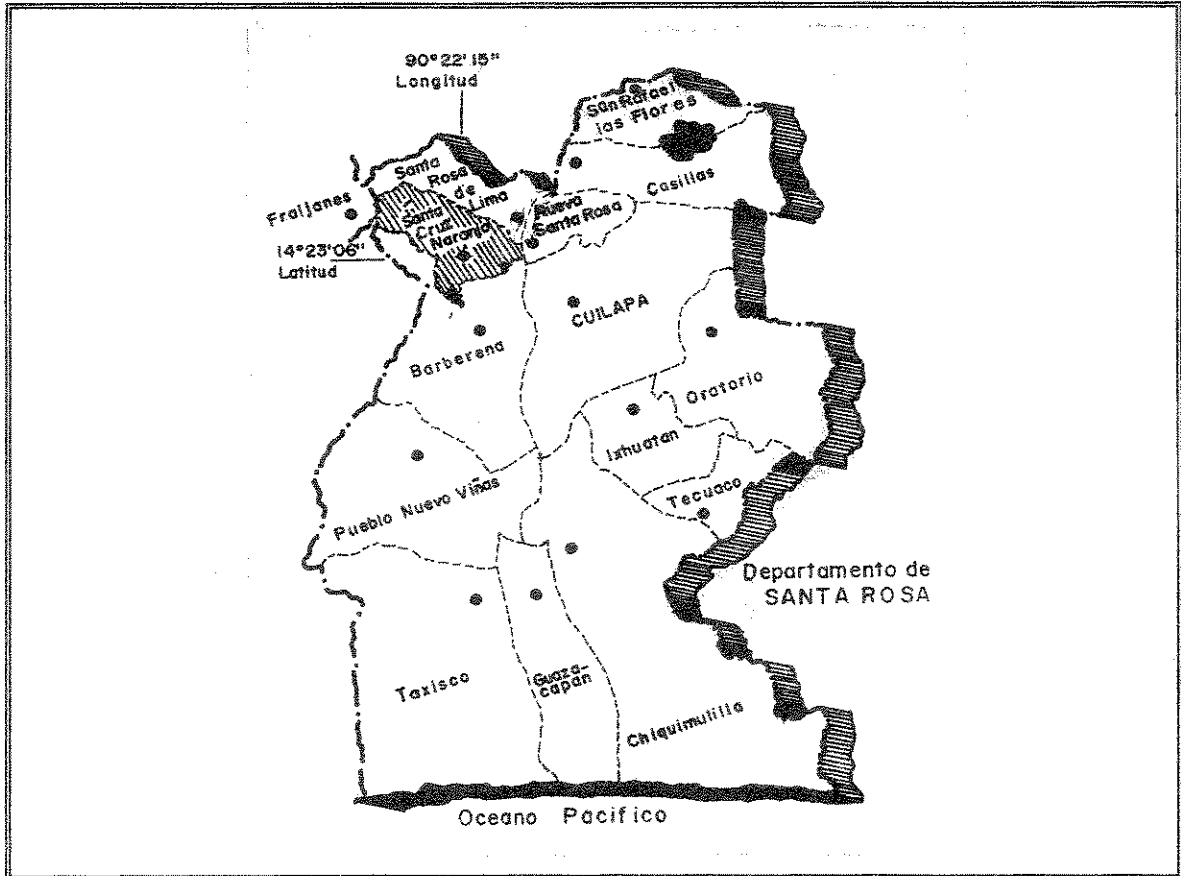 90°22'15"
Longitud
San Rafael
las Flores
Santa
Rosa
de
Lima
Casillas
Fraijanes
Santa
Cruz
Naranjo
Nueva
Santa Rosa
14°23'06"
Latitud
CUILAPA
Barberena
Oratorio
Ixhuatan
Tecuaco
Pueblo Nuevo Viñas
Departamento de
SANTA ROSA
Taxisco
Guaza-
capán
Chiquimulilla
Oceano Pacífico